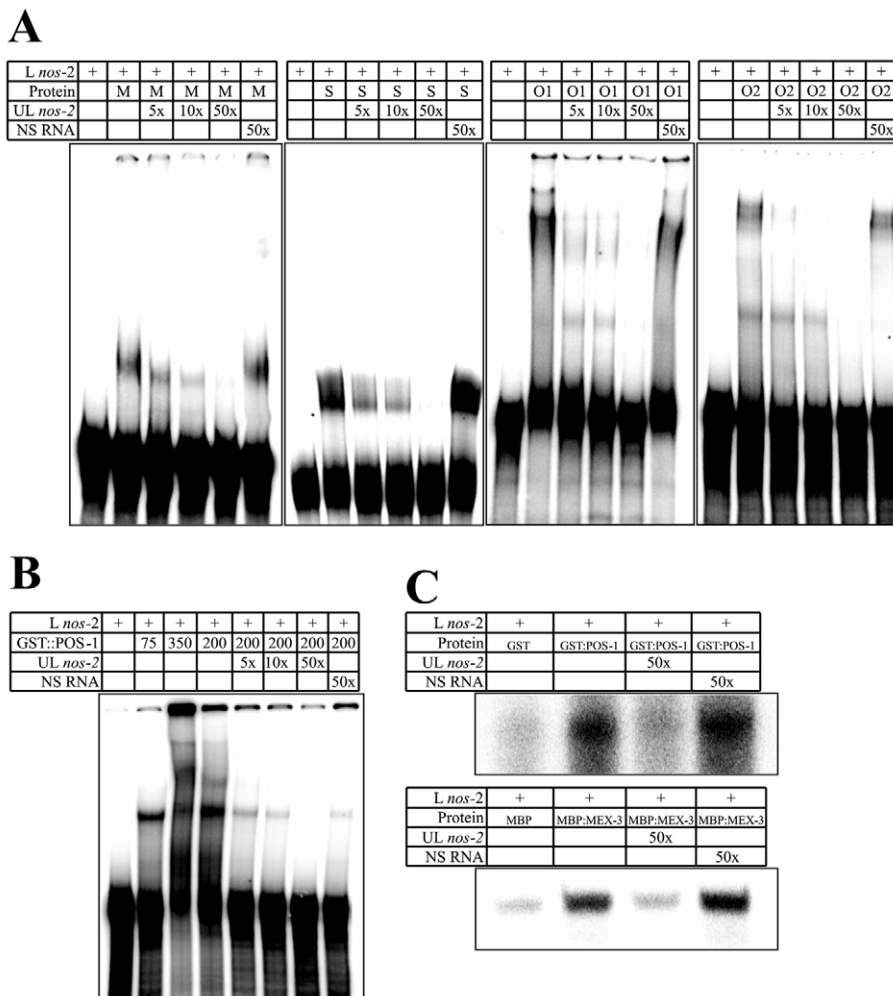 A
L nos-2 + + + + + +
Protein M M M M M
UL nos-2 5x 10x 50x
NS RNA 50x
+ + + + + +
S S S S S
5x 10x 50x
50x
+ + + + + +
O1 O1 O1 O1 O1
5x 10x 50x
50x
+ + + + + +
O2 O2 O2 O2 O2
5x 10x 50x
50x
B
L nos-2 + + + + + + + +
GST::POS-1 75 350 200 200 200 200 200
UL nos-2 5x 10x 50x
NS RNA 50x
C
L nos-2 + + + +
Protein GST GST:POS-1 GST:POS-1 GST:POS-1
UL nos-2 50x
NS RNA 50x
L nos-2 + + + +
Protein MBP MBP:MEX-3 MBP:MEX-3 MBP:MEX-3
UL nos-2 50x
NS RNA 50x